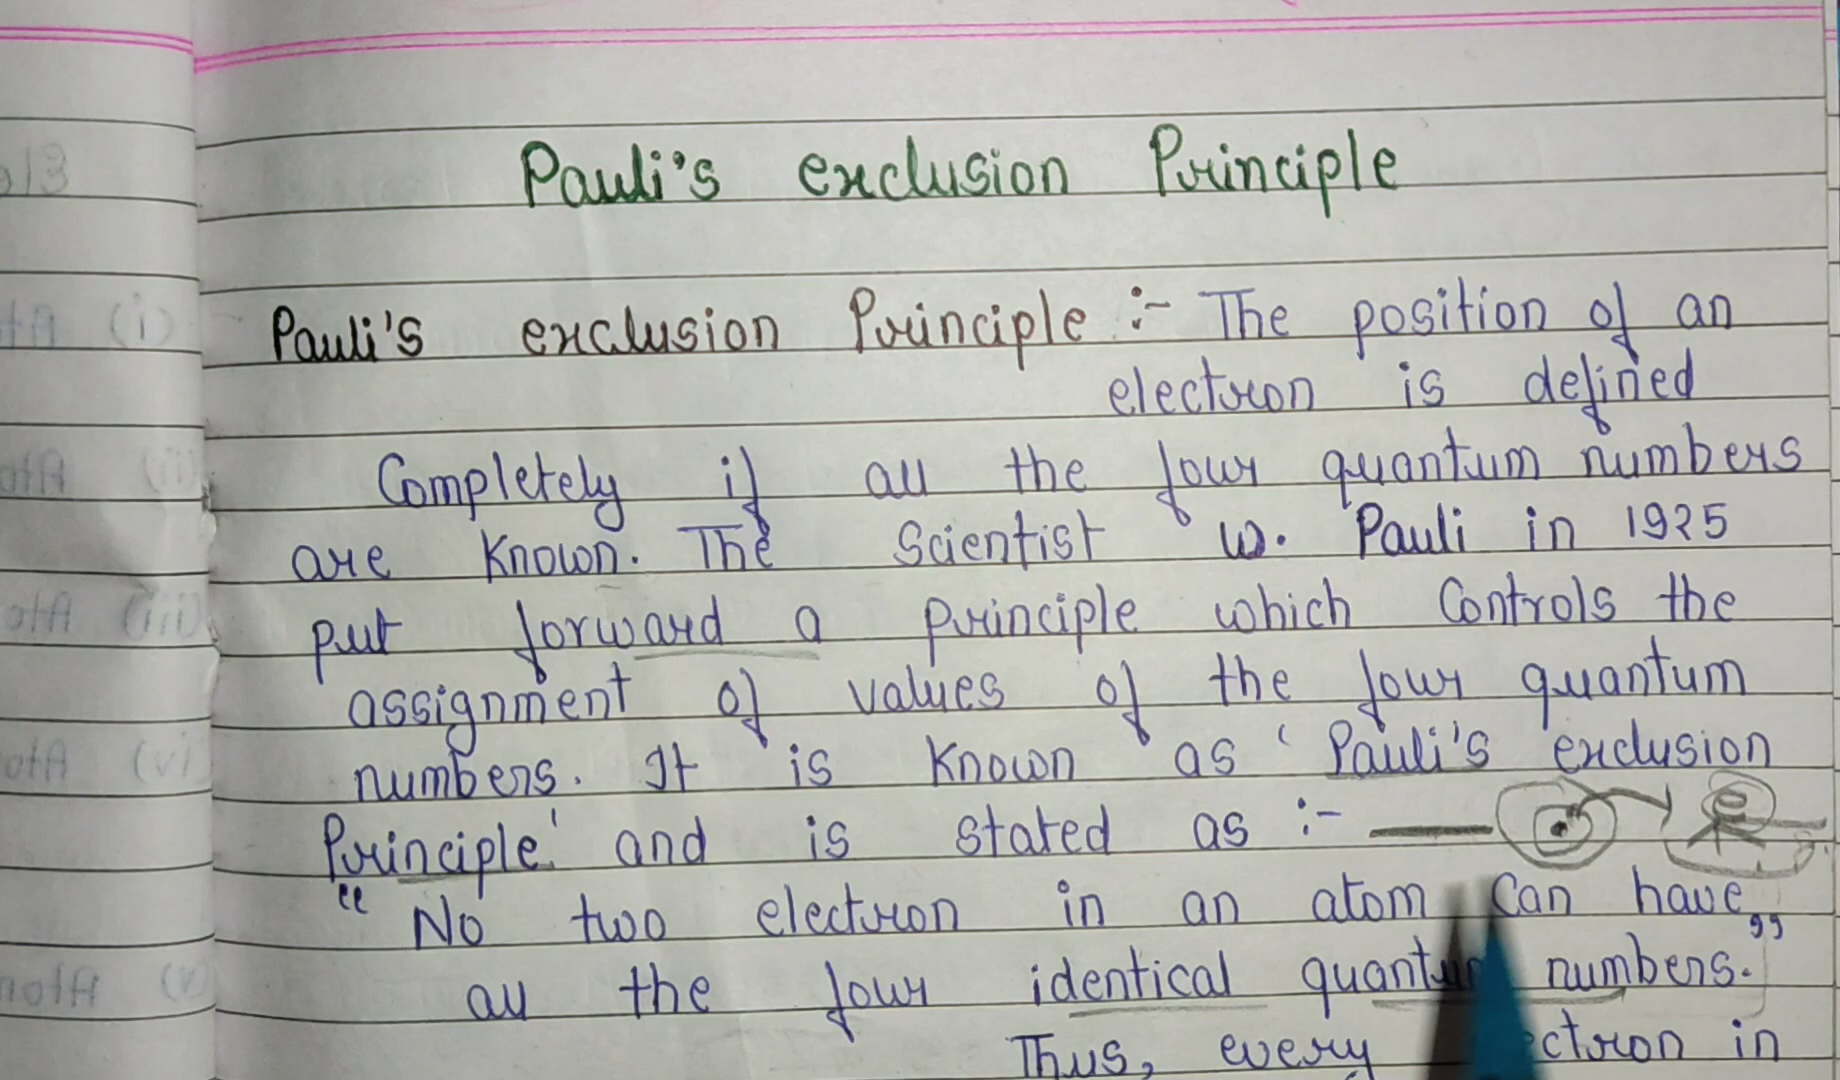 Pauli's exclusion Principle
Pauli's exclusion Principle :- The position of an
electron is defined
Completely if all the four quantum numbers
are Known. The Scientist W. Pauli in 1925
put forward a principle which Controls the
assignment of values of the four quantum
numbers. It is Known as 'Pauli's exclusion
Principle' and is stated as :-
"No two electron in an atom Can have
all the four identical quantum numbers."
Thus, every in